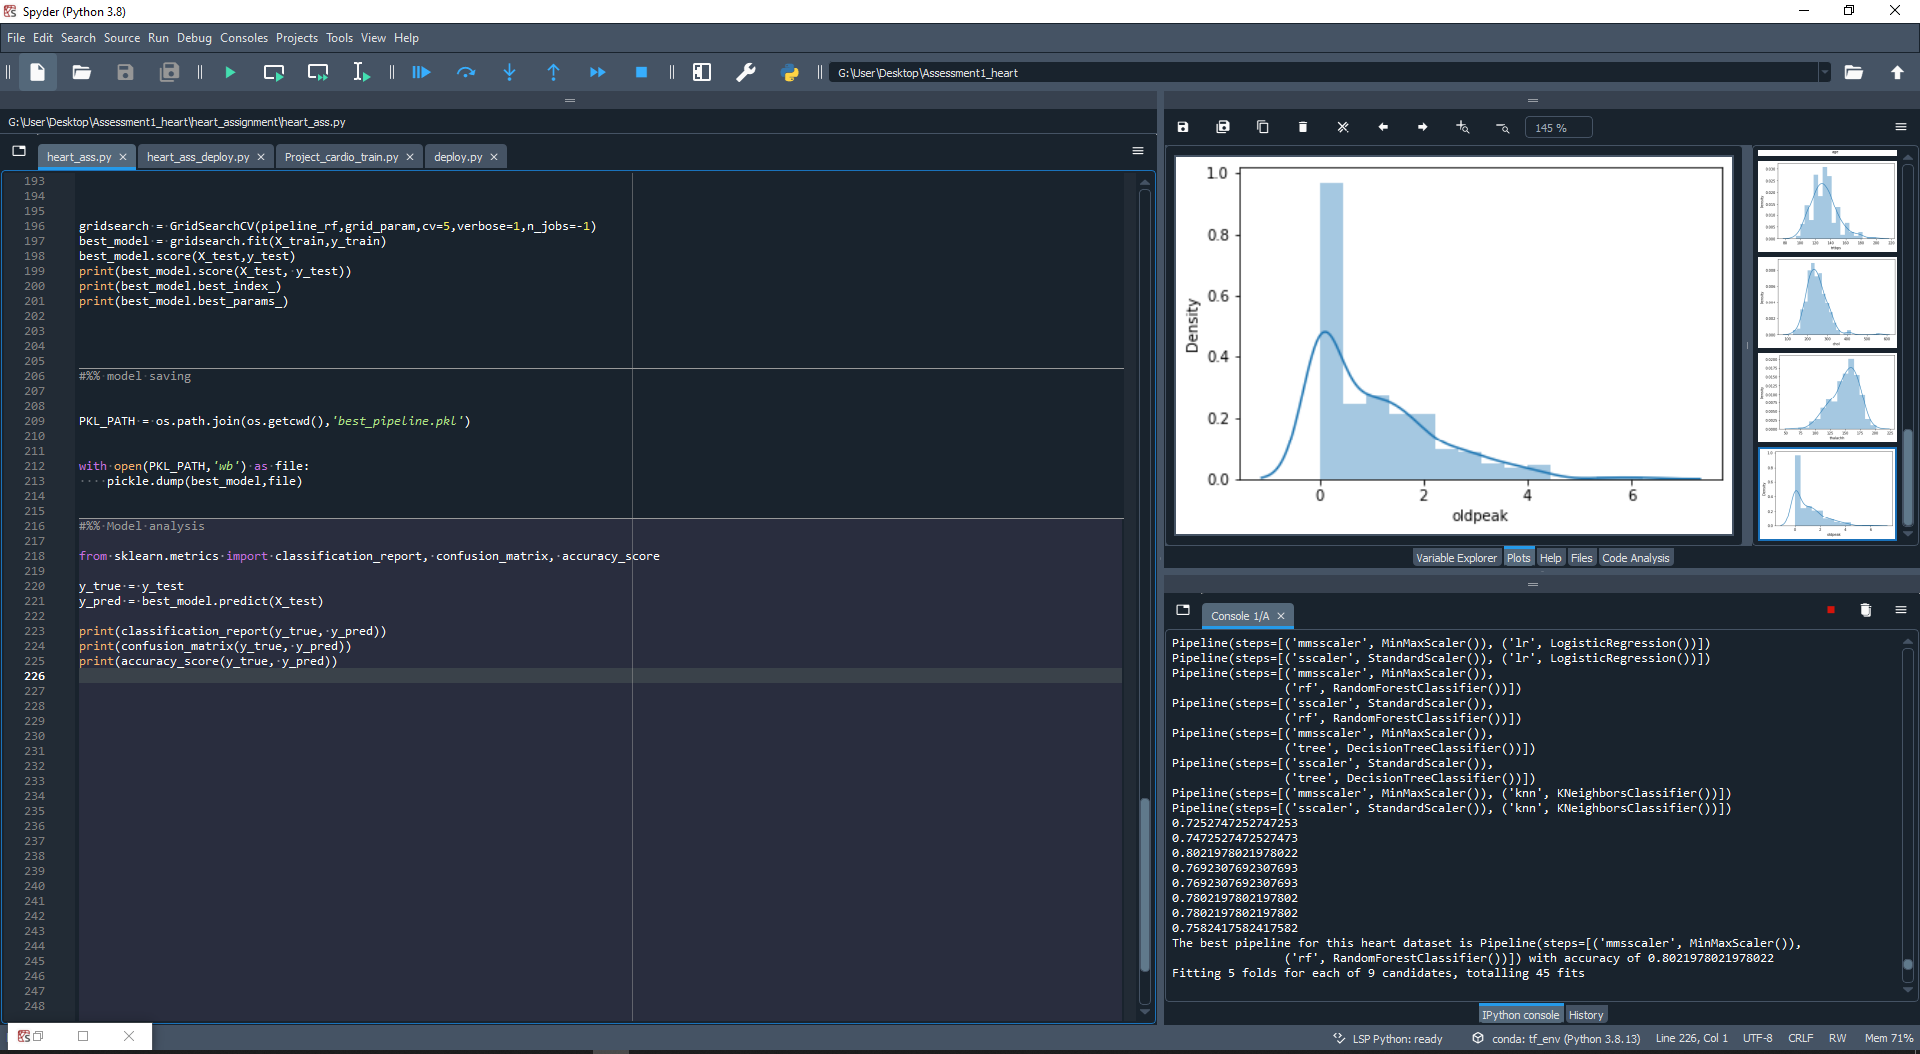 Spyder (Python 3.8)
File Edit Search Source Run Debug Consoles Projects Tools View Help
G:\User\Desktop\Assessment1_heart
G:\User\Desktop\Assessment1_heart\heart_assignment\heart_ass.py
heart_ass.py heart_ass_deploy.py Project_cardio_train.py deploy.py
193
194
195
196 gridsearch = GridSearchCV(pipeline_rf,grid_param,cv=5,verbose=1,n_jobs=-1)
197 best_model = gridsearch.fit(X_train,y_train)
198 best_model.score(X_test,y_test)
199 print(best_model.score(X_test, y_test))
200 print(best_model.best_index_)
201 print(best_model.best_params_)
202
203
204
205
206 #%% model saving
207
208
209 PKL_PATH = os.path.join(os.getcwd(),'best_pipeline.pkl')
210
211
212 with open(PKL_PATH,'wb') as file:
213     pickle.dump(best_model,file)
214
215
216 #%% Model analysis
217
218 from sklearn.metrics import classification_report, confusion_matrix, accuracy_score
219
220 y_true = y_test
221 y_pred = best_model.predict(X_test)
222
223 print(classification_report(y_true, y_pred))
224 print(confusion_matrix(y_true, y_pred))
225 print(accuracy_score(y_true, y_pred))
226
227
228
229
230
231
232
233
234
235
236
237
238
239
240
241
242
243
244
245
246
247
248
145 %
1.0
0.8
0.6
0.4
0.2
0.0
Density
0 2 4 6
oldpeak
Variable Explorer Plots Help Files Code Analysis
Console 1/A
Pipeline(steps=[('mmsscaler', MinMaxScaler()), ('lr', LogisticRegression())])
Pipeline(steps=[('sscaler', StandardScaler()), ('lr', LogisticRegression())])
Pipeline(steps=[('mmsscaler', MinMaxScaler()),
('rf', RandomForestClassifier())])
Pipeline(steps=[('sscaler', StandardScaler()),
('rf', RandomForestClassifier())])
Pipeline(steps=[('mmsscaler', MinMaxScaler()),
('tree', DecisionTreeClassifier())])
Pipeline(steps=[('sscaler', StandardScaler()),
('tree', DecisionTreeClassifier())])
Pipeline(steps=[('mmsscaler', MinMaxScaler()), ('knn', KNeighborsClassifier())])
Pipeline(steps=[('sscaler', StandardScaler()), ('knn', KNeighborsClassifier())])
0.7252747252747253
0.7472527472527473
0.8021978021978022
0.7692307692307693
0.7692307692307693
0.7802197802197802
0.7802197802197802
0.7582417582417582
The best pipeline for this heart dataset is Pipeline(steps=[('mmsscaler', MinMaxScaler()),
('rf', RandomForestClassifier())]) with accuracy of 0.8021978021978022
Fitting 5 folds for each of 9 candidates, totalling 45 fits
IPython console History
LSP Python: ready conda: tf_env (Python 3.8.13) Line 226, Col 1 UTF-8 CRLF RW Mem 71%